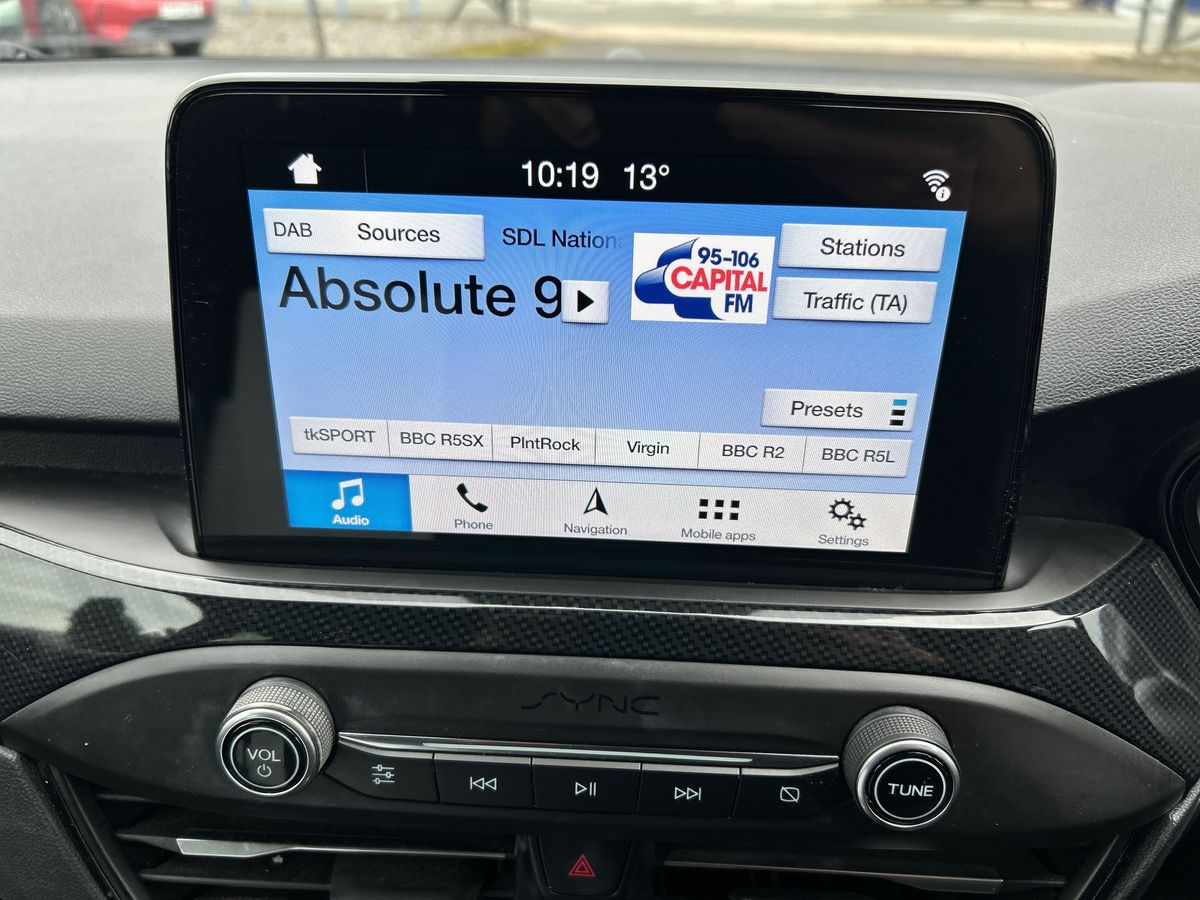 10:19 13°
DAB Sources
SDL Nation
Absolute 9
95-106
CAPITAL
FM
Stations
Traffic (TA)
Presets
tkSPORT BBC R5SX PlntRock Virgin BBC R2 BBC R5L
Audio Phone Navigation Mobile apps Settings
SYNC
VOL
TUNE